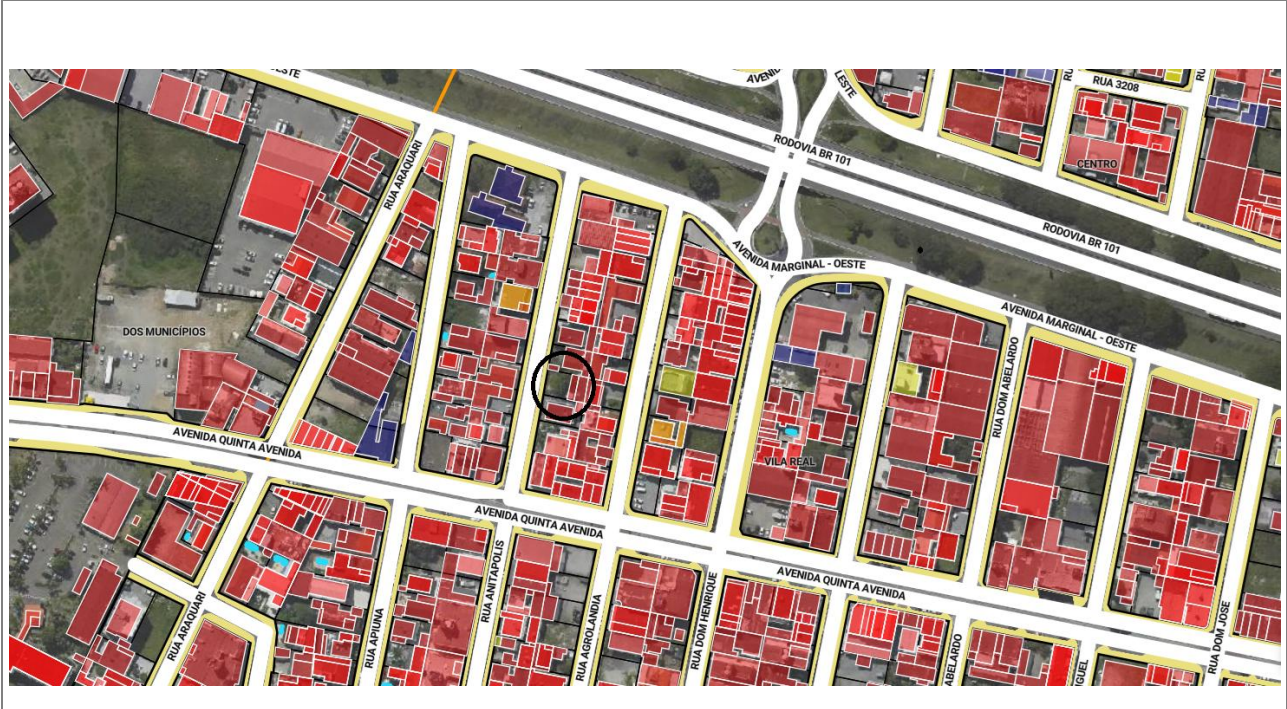 OESTE
AVENIDA
LESTE
RUA 3208
RODOVIA BR 101
CENTRO
RUA ARAQUARI
RODOVIA BR 101
AVENIDA MARGINAL - OESTE
AVENIDA MARGINAL - OESTE
DOS MUNICÍPIOS
RUA DOM ABELARDO
AVENIDA QUINTA AVENIDA
VILA REAL
AVENIDA QUINTA AVENIDA
AVENIDA QUINTA AVENIDA
RUA ARAQUARI
RUA APIUNA
RUA ANITAPOLIS
RUA AGROLANDIA
RUA DOM HENRIQUE
ABELARDO
RUA DOM JOSE